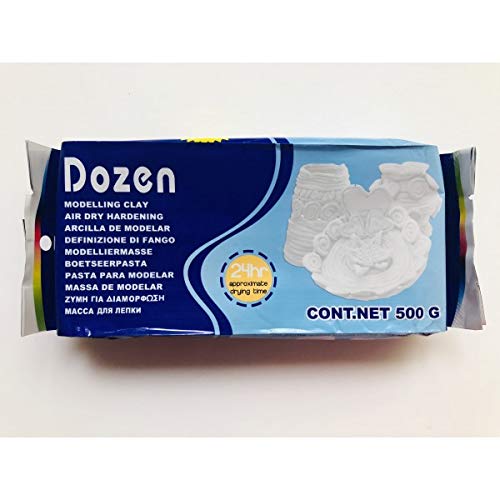 Dozen
MODELLING CLAY
AIR DRY HARDENING
ARCILLA DE MODELAR
DEFINIZIONE DI FANGO
MODELLIERMASSE
BOETSEERPASTA
PASTA PARA MODELAR
MASSA DE MODELAR
ΖΥΜΗ ΓΙΑ ΔΙΑΜΟΡΦΩΣΗ
МАССА ДЛЯ ЛЕПКИ
24hr
approximate
drying time
CONT.NET 500 G